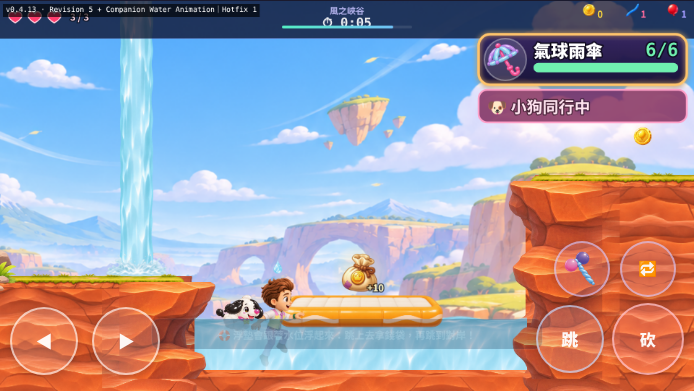 v0.4.13 · Revision 5 + Companion Water Animation | Hotfix 1
3/3
風之峽谷
0:05
0
1
1
氣球雨傘 6/6
小狗同行中
+10
跳
砍